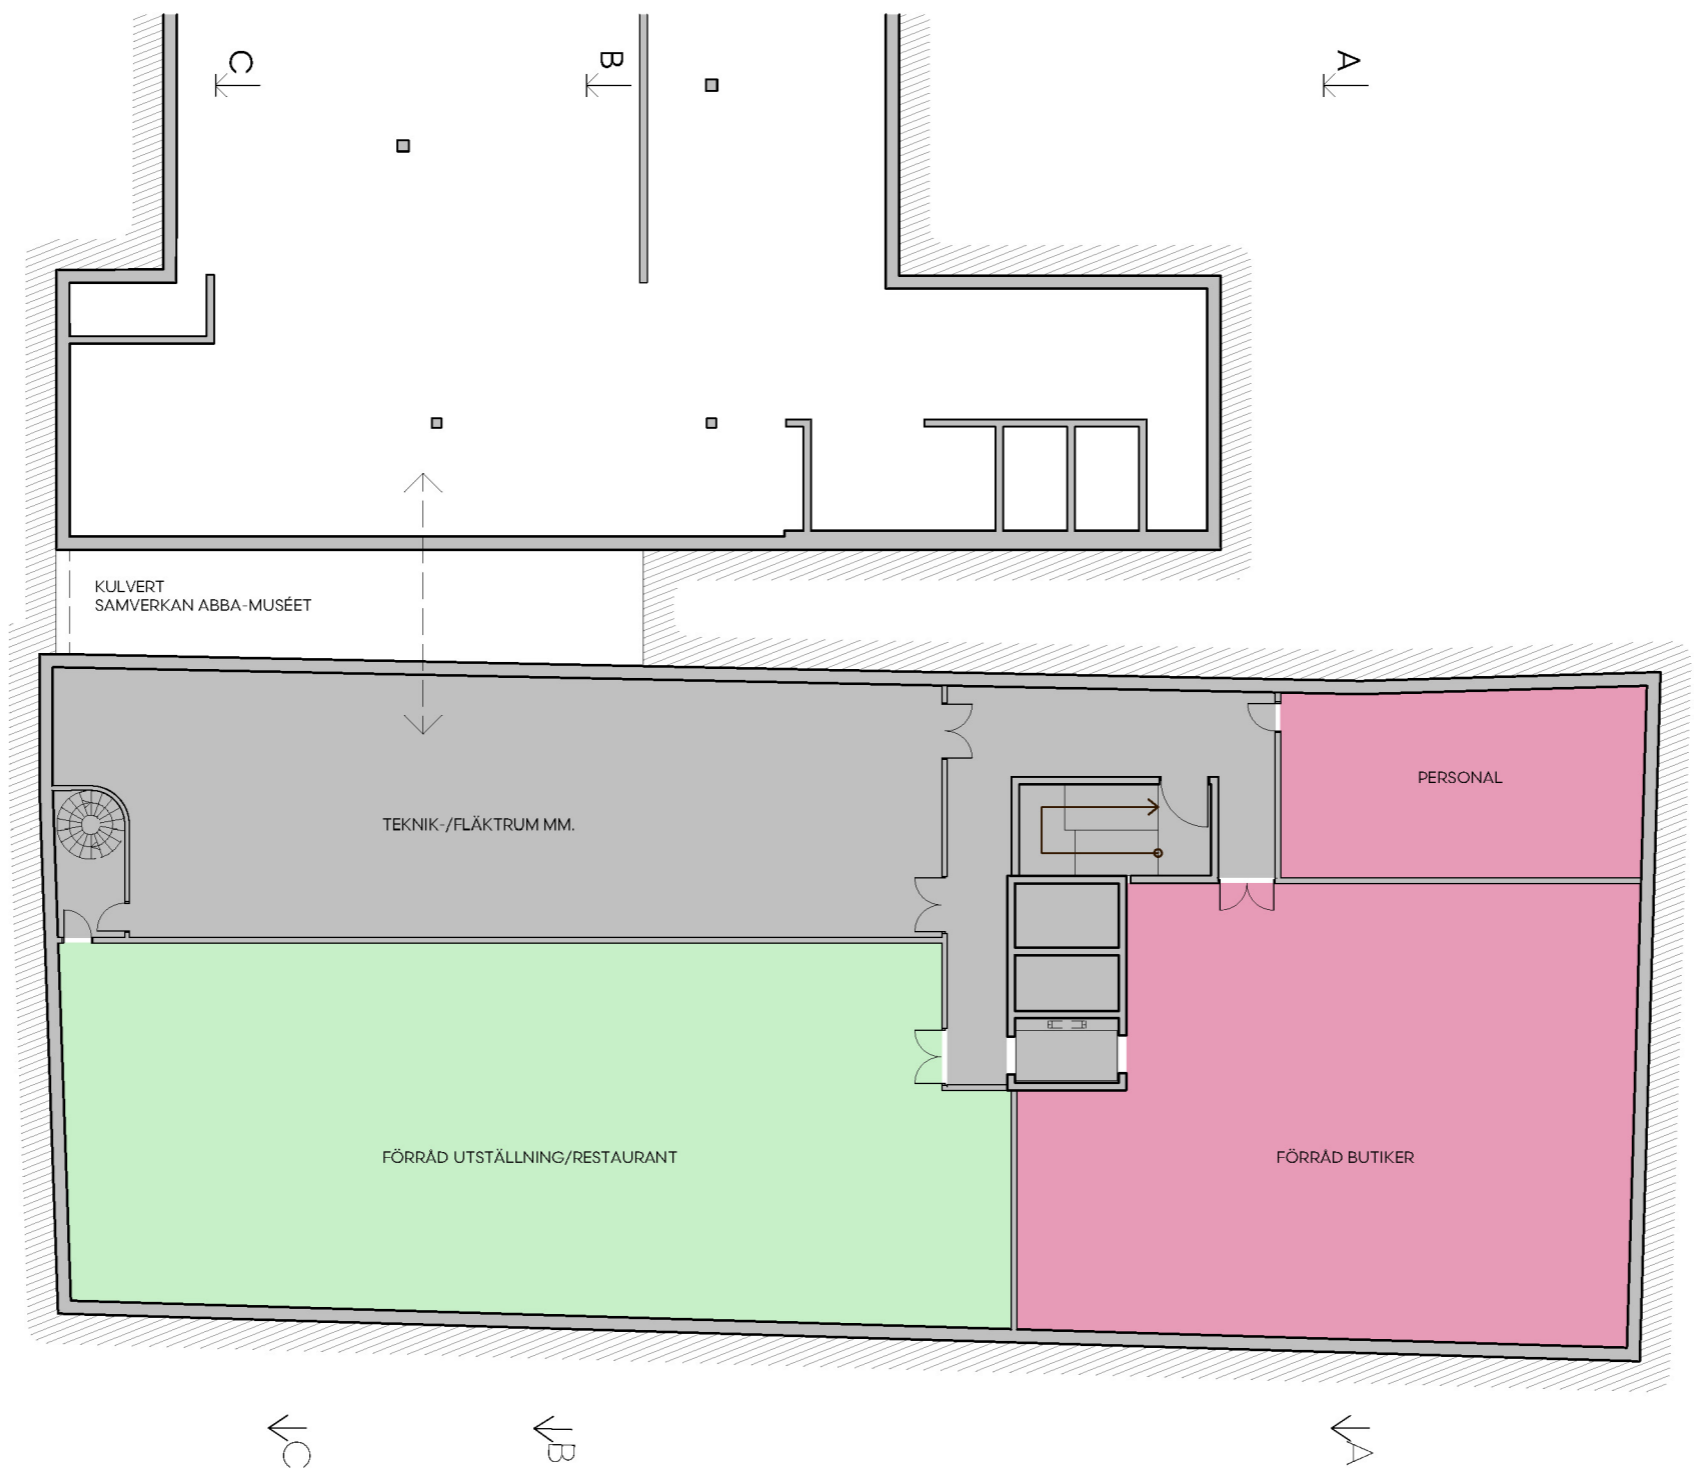 C
B
A
KULVERT
SAMVERKAN ABBA-MUSÉET
PERSONAL
TEKNIK-/FLÄKTRUM MM.
FÖRRÅD UTSTÄLLNING/RESTAURANT
FÖRRÅD BUTIKER
C
B
A